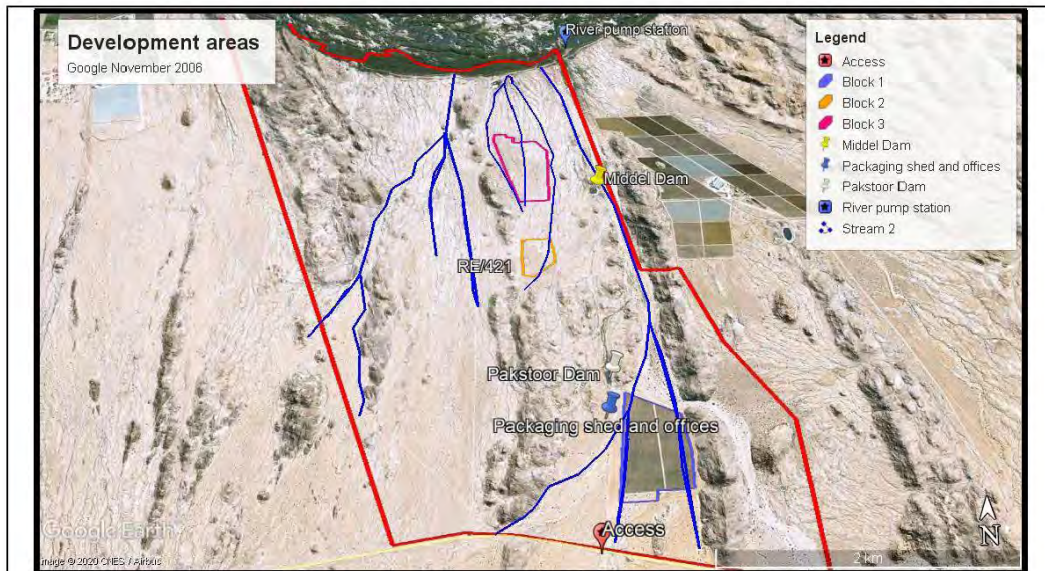 Development areas
Google November 2006
River pump station
Legend
Access
Block 1
Block 2
Block 3
Middel Dam
Packaging shed and offices
Pakstoor Dam
River pump station
Stream 2
Middel Dam
RE/421
Pakstoor Dam
Packaging shed and offices
Access
N
Google Earth
Image © 2020 CNES / Airbus
2 km